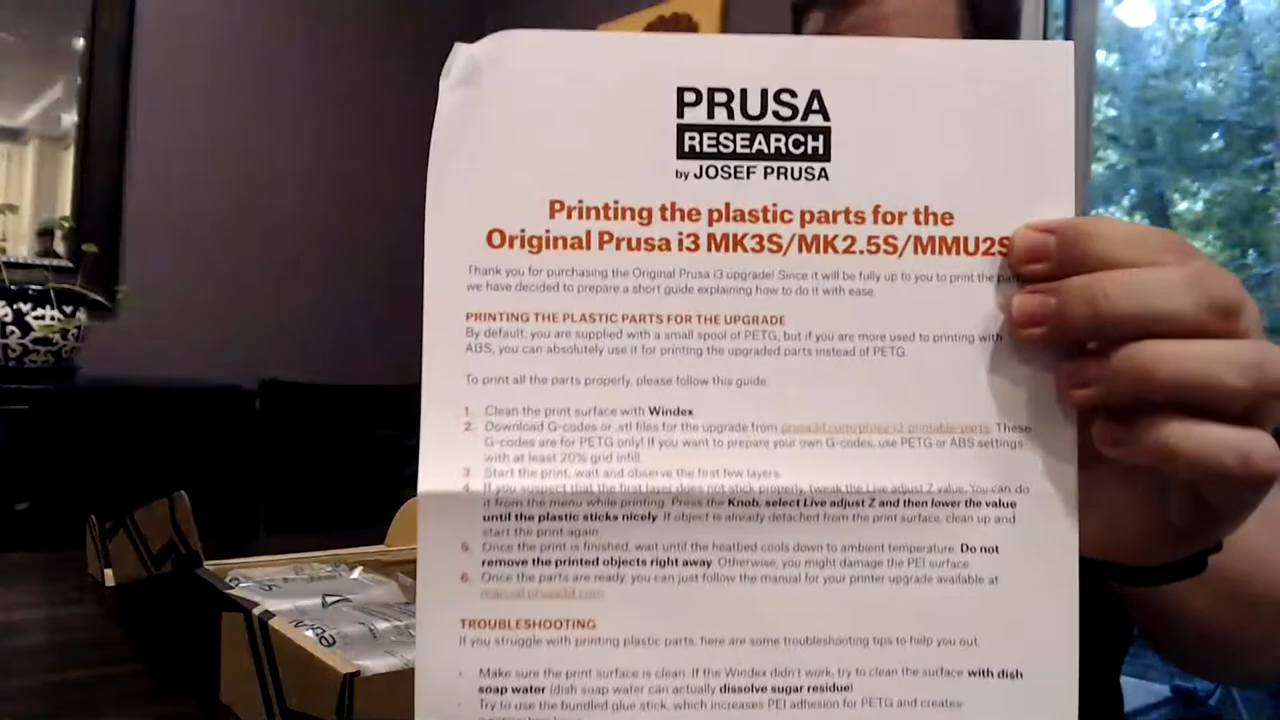 PRUSA
RESEARCH
by JOSEF PRUSA
Printing the plastic parts for the
Original Prusa i3 MK3S/MK2.5S/MMU2S
Thank you for purchasing the Original Prusa i3 upgrade! Since it will be fully up to you to print the
we have decided to prepare a short guide explaining how to do it with ease.
PRINTING THE PLASTIC PARTS FOR THE UPGRADE
By default, you are supplied with a small spool of PETG, but if you are more used to printing with
ABS, you can absolutely use it for printing the upgraded parts instead of PETG.
To print all the parts properly, please follow this guide.
1. Clean the print surface with Windex
2. Download G-codes or .stl files for the upgrade from These
G-codes are for PETG only! If you want to prepare your own G-codes, use PETG or ABS settings
with at least 20% grid infill.
3. Start the print, wait and observe the first few layers.
4. If you suspect that the first layer does not stick properly, tweak the Live adjust Z value. You can do
it from the menu while printing. Press the Knob, select Live adjust Z and then lower the value
until the plastic sticks nicely. If object is already detached from the print surface, clean up and
start the print again.
5. Once the print is finished, wait until the heatbed cools down to ambient temperature. Do not
remove the printed objects right away. Otherwise, you might damage the PEI surface.
6. Once the parts are ready, you can just follow the manual for your printer upgrade available at
manual.prusa3d.com
TROUBLESHOOTING
If you struggle with printing plastic parts, here are some troubleshooting tips to help you out.
- Make sure the print surface is clean. If the Windex didn't work, try to clean the surface with dish
soap water (dish soap water can actually dissolve sugar residue)
- Try to use the bundled glue stick, which increases PEI adhesion for PETG and creates